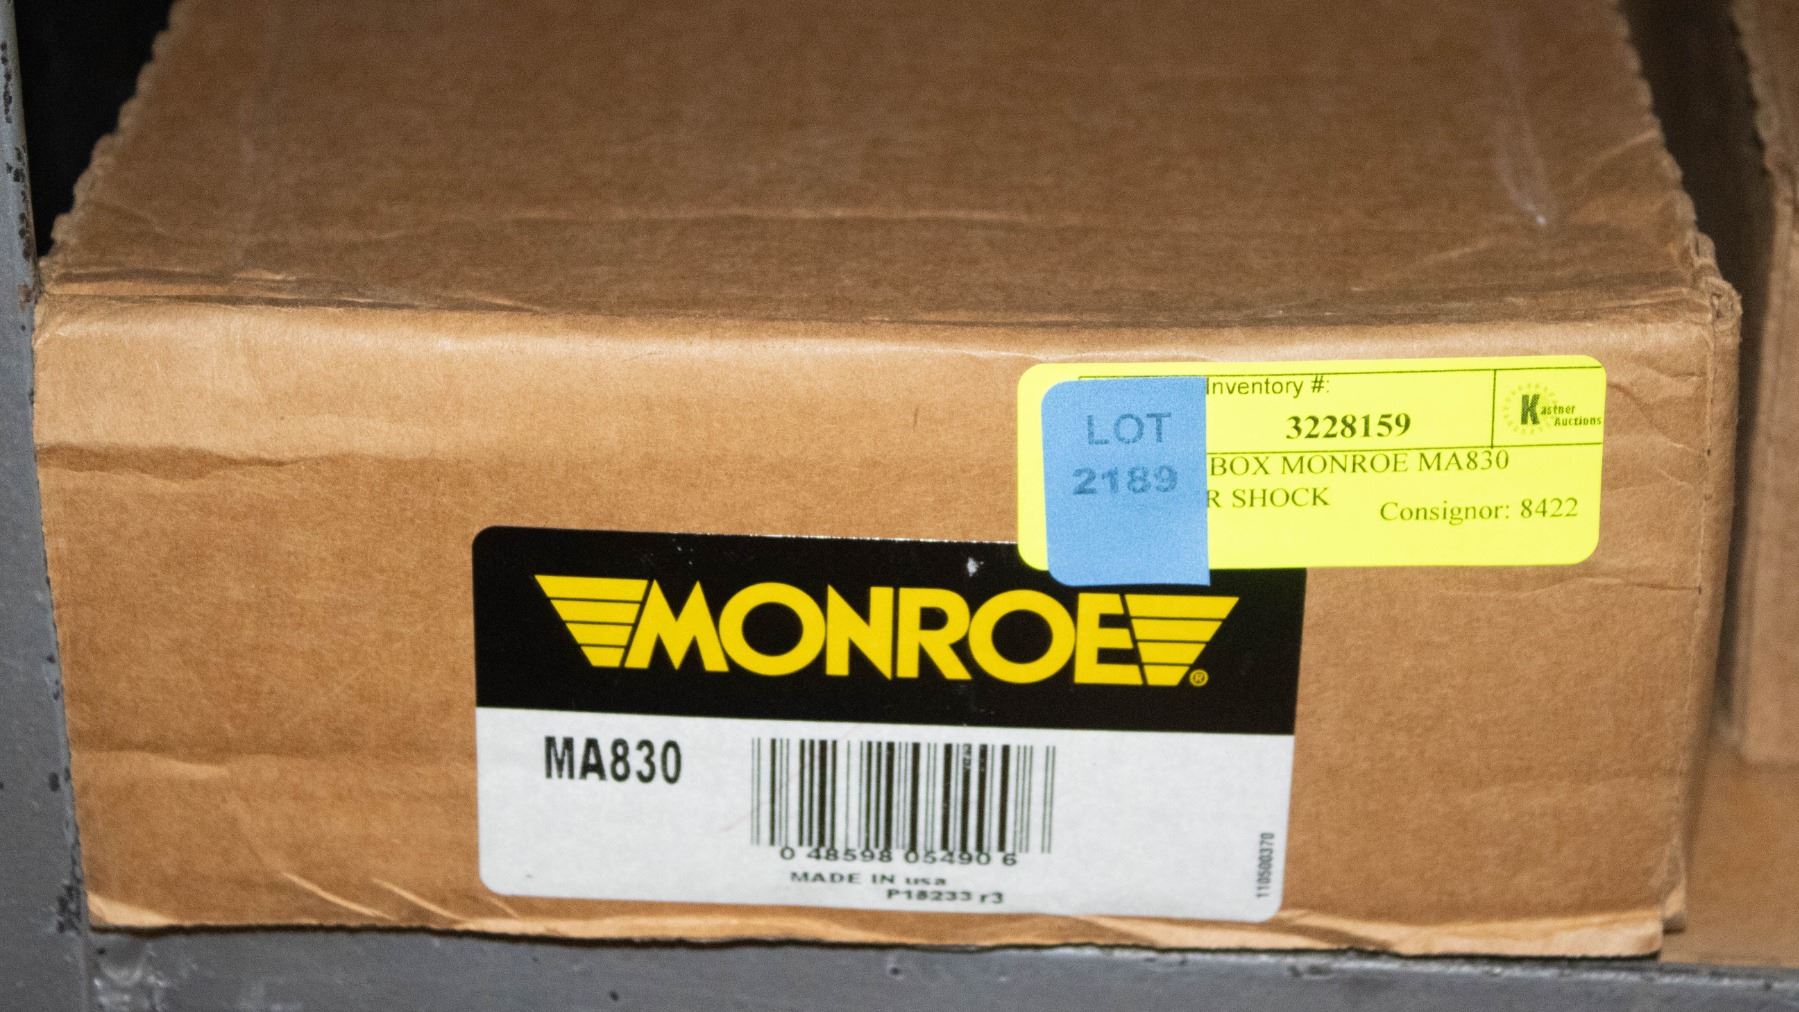 Inventory #:
3228159
Kastner
Auctions
LOT
2189
BOX MONROE MA830
R SHOCK
Consignor: 8422
MONROE®
MA830
0 48598 05490 6
MADE IN usa
P18233 r3
110500370